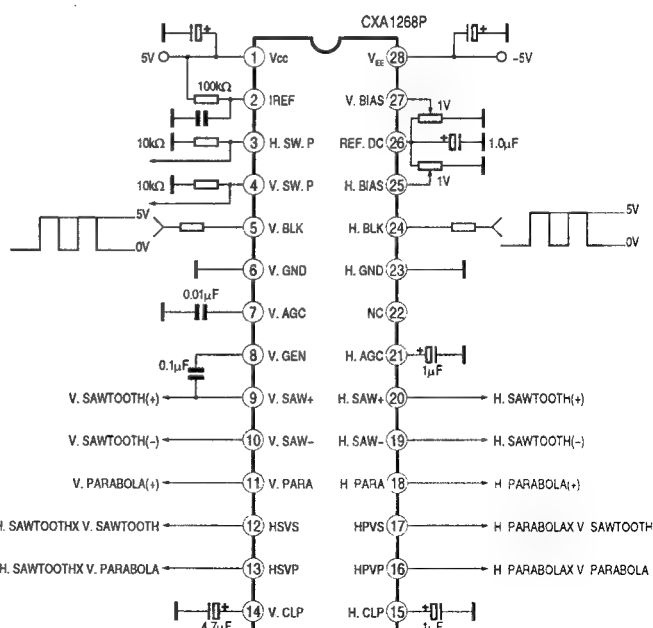 CXA1268P
5V 1 Vcc VIEE 28 -5V
100kΩ
2 IREF V. BIAS 27 1V
10kΩ 3 H. SW. P REF. DC 26 1.0μF
10kΩ 4 V. SW. P H. BIAS 25 1V
5V 0V 5 V. BLK H. BLK 24 5V 0V
6 V. GND H. GND 23
0.01μF 7 V. AGC NC 22
0.1μF 8 V. GEN H. AGC 21 1μF
V. SAWTOOTH(+) 9 V. SAW+ H. SAW+ 20 H. SAWTOOTH(+)
V. SAWTOOTH(-) 10 V. SAW- H. SAW- 19 H. SAWTOOTH(-)
V. PARABOLA(+) 11 V. PARA H PARA 18 H PARABOLA(+)
H. SAWTOOTHX V. SAWTOOTH 12 HSVS HPVS 17 H PARABOLAX V SAWTOOTH
H. SAWTOOTHX V. PARABOLA 13 HSVP HPVP 16 H PARABOLAX V PARABOLA
4.7μF 14 V. CLP H. CLP 15